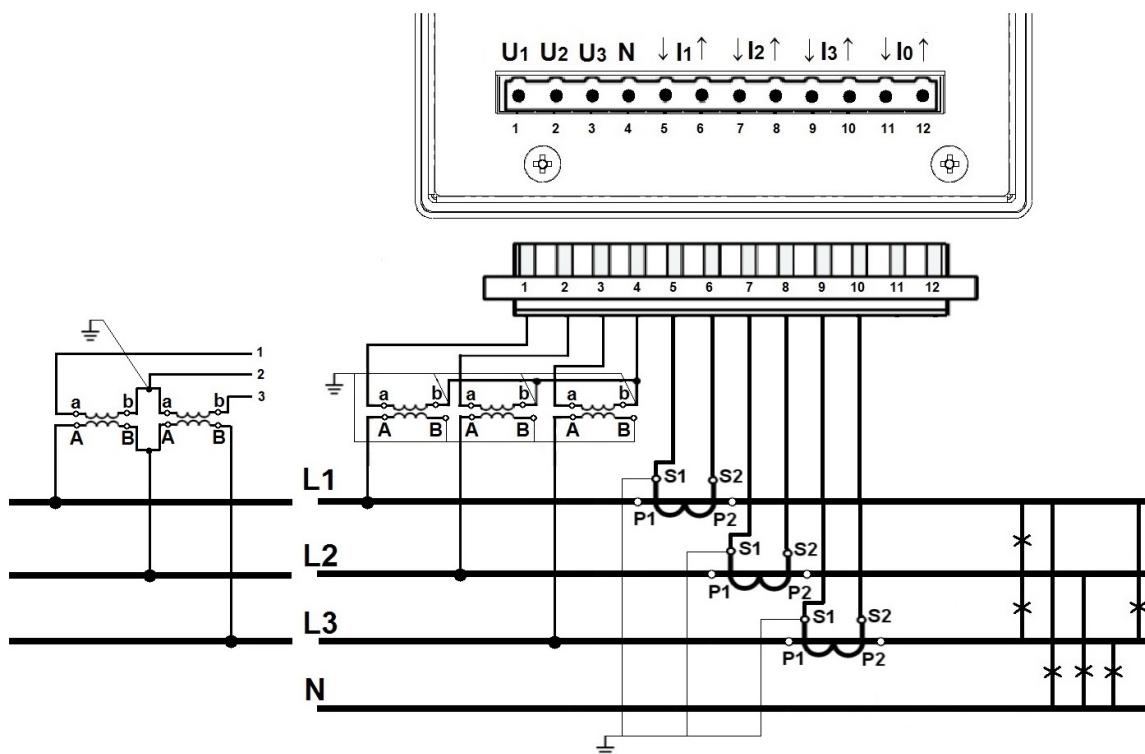 U1 U2 U3 N ↓ I1 ↑ ↓ I2 ↑ ↓ I3 ↑ ↓ I0 ↑
1 2 3 4 5 6 7 8 9 10 11 12
1 2 3 4 5 6 7 8 9 10 11 12
1
2
3
a b a b
A B A B
a b a b a b
A B A B A B
L1
S1 S2
P1 P2
L2
S1 S2
P1 P2
L3
S1 S2
P1 P2
N